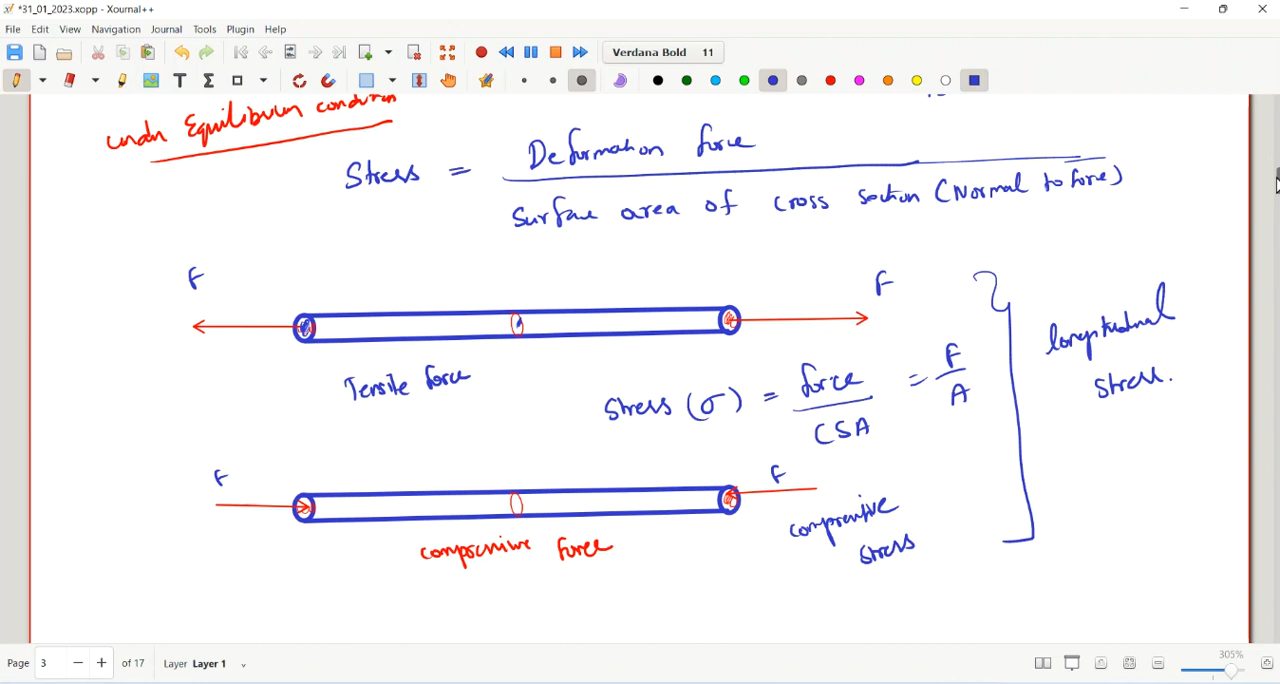 *31_01_2023.xopp - Xournal++
File Edit View Navigation Journal Tools Plugin Help
Verdana Bold 11
undr Equilibrium condition
Stress = Deformation force
Surface area of cross section (Normal to force)
F
F
Tensile force
Stress (σ) = force = F
CSA A
longitudinal
stress.
F
F
compressive force
compressive
stress
Page 3 of 17 Layer Layer 1
305%